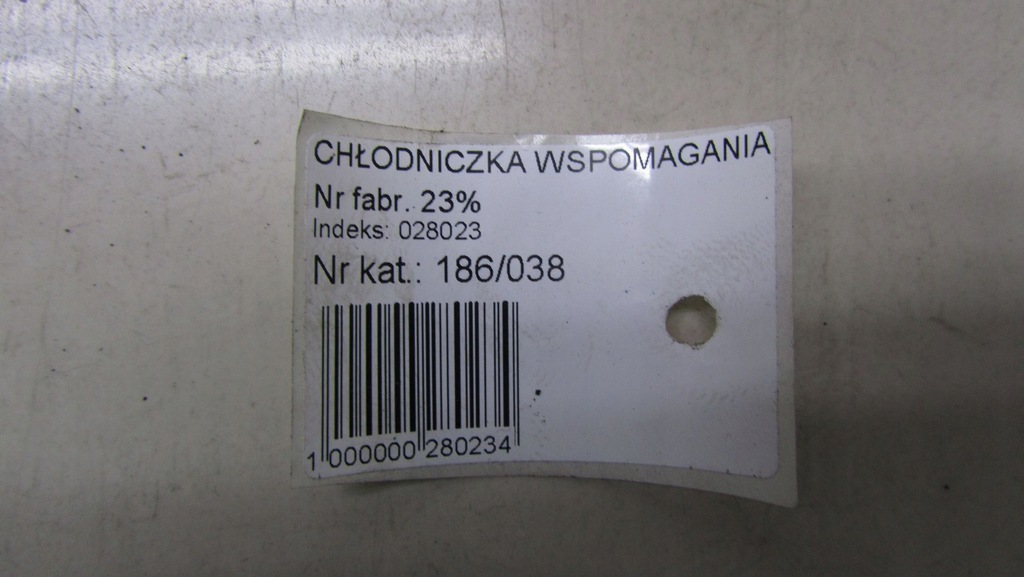 CHŁODNICZKA WSPOMAGANIA
Nr fabr. 23%
Indeks: 028023
Nr kat.: 186/038
1 000000 280234